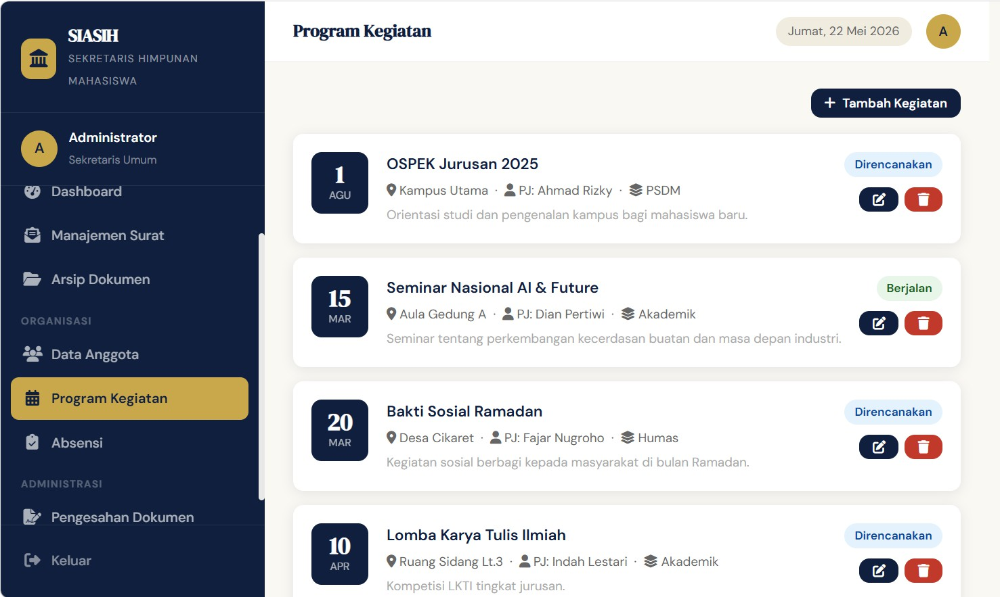 SIASIH
SEKRETARIS HIMPUNAN
MAHASISWA
A
Administrator
Sekretaris Umum
Dashboard
Manajemen Surat
Arsip Dokumen
ORGANISASI
Data Anggota
Program Kegiatan
Absensi
ADMINISTRASI
Pengesahan Dokumen
Keluar
Program Kegiatan
Jumat, 22 Mei 2026
A
+ Tambah Kegiatan
1
AGU
OSPEK Jurusan 2025
Kampus Utama · PJ: Ahmad Rizky · PSDM
Orientasi studi dan pengenalan kampus bagi mahasiswa baru.
Direncanakan
15
MAR
Seminar Nasional AI & Future
Aula Gedung A · PJ: Dian Pertiwi · Akademik
Seminar tentang perkembangan kecerdasan buatan dan masa depan industri.
Berjalan
20
MAR
Bakti Sosial Ramadan
Desa Cikaret · PJ: Fajar Nugroho · Humas
Kegiatan sosial berbagi kepada masyarakat di bulan Ramadan.
Direncanakan
10
APR
Lomba Karya Tulis Ilmiah
Ruang Sidang Lt.3 · PJ: Indah Lestari · Akademik
Kompetisi LKTI tingkat jurusan.
Direncanakan